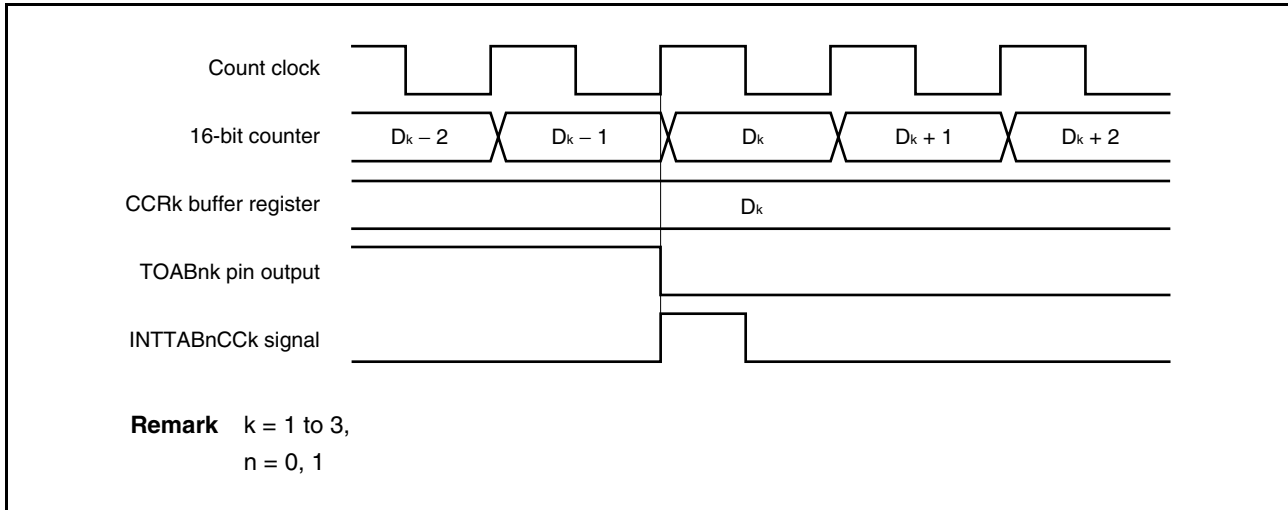 Count clock
16-bit counter
Dk − 2 Dk − 1 Dk Dk + 1 Dk + 2
CCRk buffer register
Dk
TOABnk pin output
INTTABnCCk signal
Remark k = 1 to 3,
n = 0, 1